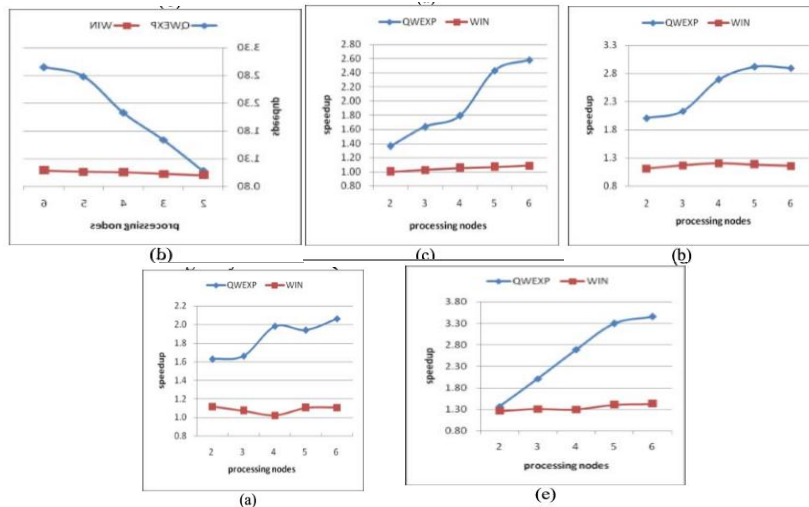 QWEXP WIN
3.30
2.80
2.30
1.80
1.30
0.80
speedup
2 3 4 5 6
processing nodes
(d)
QWEXP WIN
2.80
2.60
2.40
2.20
2.00
1.80
1.60
1.40
1.20
1.00
0.80
speedup
2 3 4 5 6
processing nodes
(c)
QWEXP WIN
3.3
2.8
2.3
1.8
1.3
0.8
speedup
2 3 4 5 6
processing nodes
(b)
QWEXP WIN
2.2
2.0
1.8
1.6
1.4
1.2
1.0
0.8
speedup
2 3 4 5 6
processing nodes
(a)
QWEXP WIN
3.80
3.30
2.80
2.30
1.80
1.30
0.80
speedup
2 3 4 5 6
processing nodes
(e)